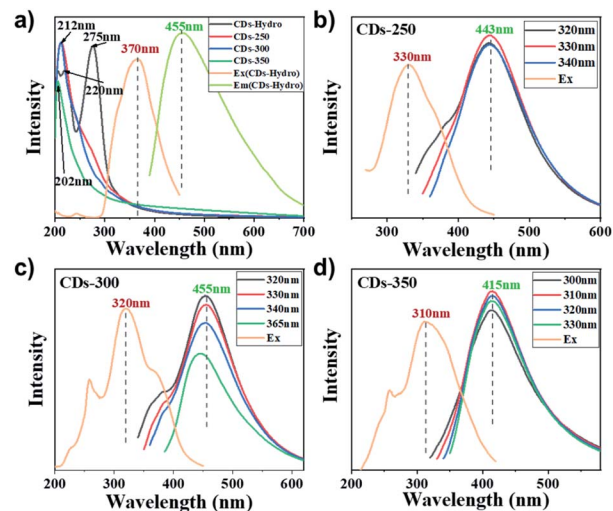 a)
212nm
275nm
220nm
202nm
370nm
455nm
CDs-Hydro
CDs-250
CDs-300
CDs-350
Ex(CDs-Hydro)
Em(CDs-Hydro)
Intensity
200 300 400 500 600 700
Wavelength (nm)
b)
CDs-250
330nm
443nm
320nm
330nm
340nm
Ex
Intensity
300 400 500 600
Wavelength (nm)
c)
CDs-300
320nm
455nm
320nm
330nm
340nm
365nm
Ex
Intensity
200 300 400 500 600
Wavelength (nm)
d)
CDs-350
310nm
415nm
300nm
310nm
320nm
330nm
Ex
Intensity
200 300 400 500
Wavelength (nm)